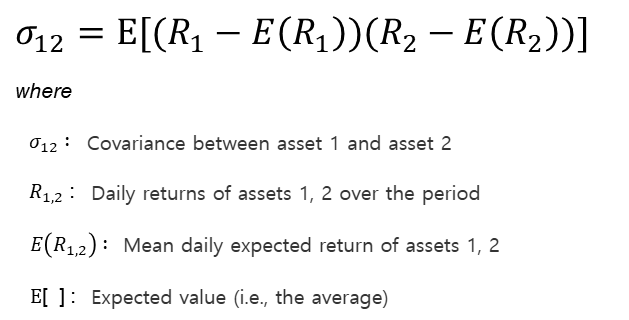 σ₁₂ = E[(R₁ − E(R₁))(R₂ − E(R₂))]
where
σ₁₂ : Covariance between asset 1 and asset 2
R₁,₂ : Daily returns of assets 1, 2 over the period
E(R₁,₂) : Mean daily expected return of assets 1, 2
E[ ] : Expected value (i.e., the average)